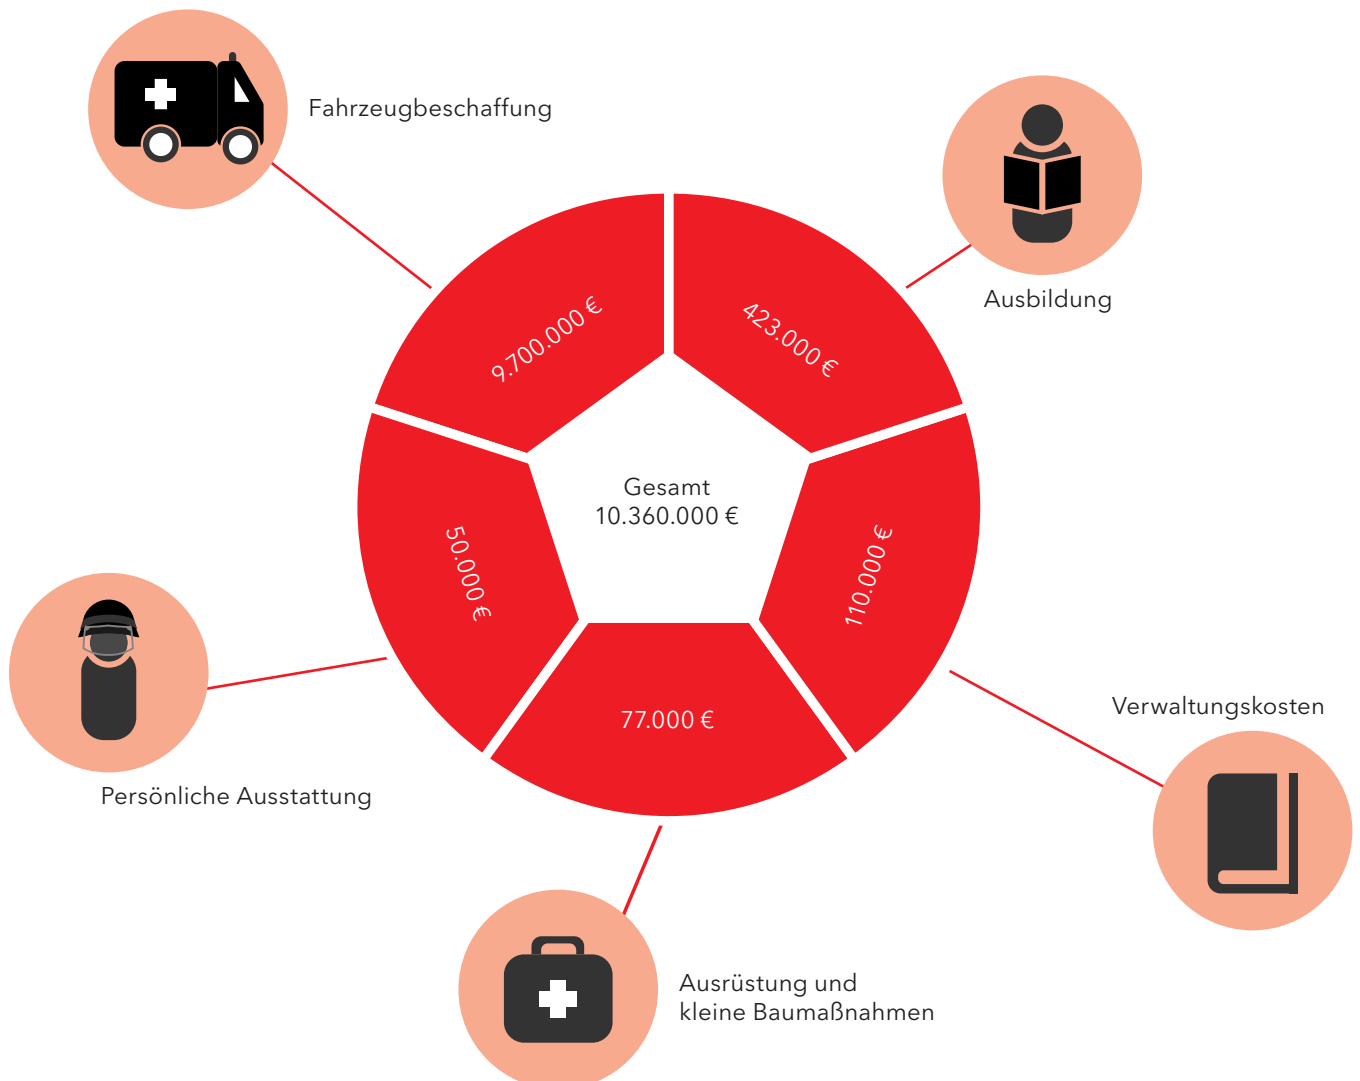 Fahrzeugbeschaffung
Ausbildung
9.700.000 €
423.000 €
Gesamt
10.360.000 €
50.000 €
110.000 €
77.000 €
Verwaltungskosten
Persönliche Ausstattung
Ausrüstung und
kleine Baumaßnahmen